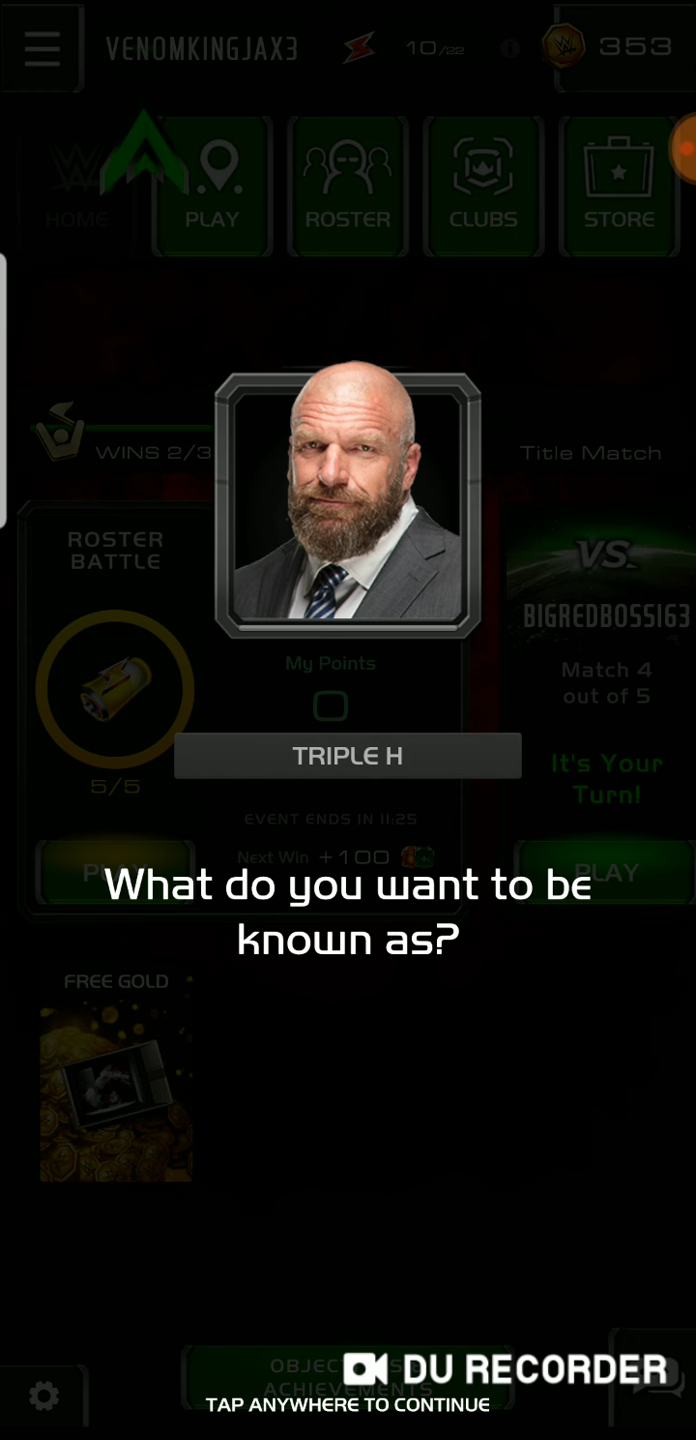 VENOMKINGJAX3
10/22
353
HOME
PLAY
ROSTER
CLUBS
STORE
WINS 2/3
Title Match
ROSTER
BATTLE
VS.
BIGREDBOSS163
My Points
Match 4
out of 5
TRIPLE H
It's Your
Turn!
5/5
EVENT ENDS IN 11:25
Next Win +100
PLAY
PLAY
What do you want to be
known as?
FREE GOLD
DU RECORDER
ACHIEVEMENTS
TAP ANYWHERE TO CONTINUE